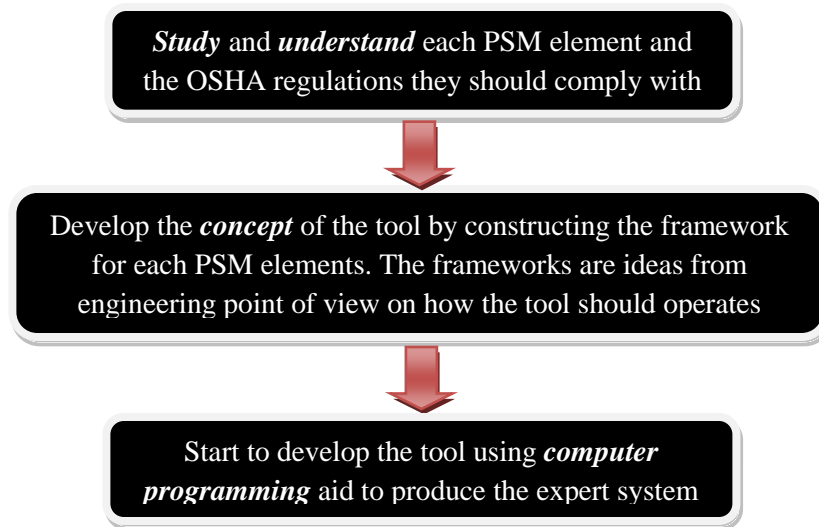 Study and understand each PSM element and
the OSHA regulations they should comply with
Develop the concept of the tool by constructing the framework
for each PSM elements. The frameworks are ideas from
engineering point of view on how the tool should operates
Start to develop the tool using computer
programming aid to produce the expert system